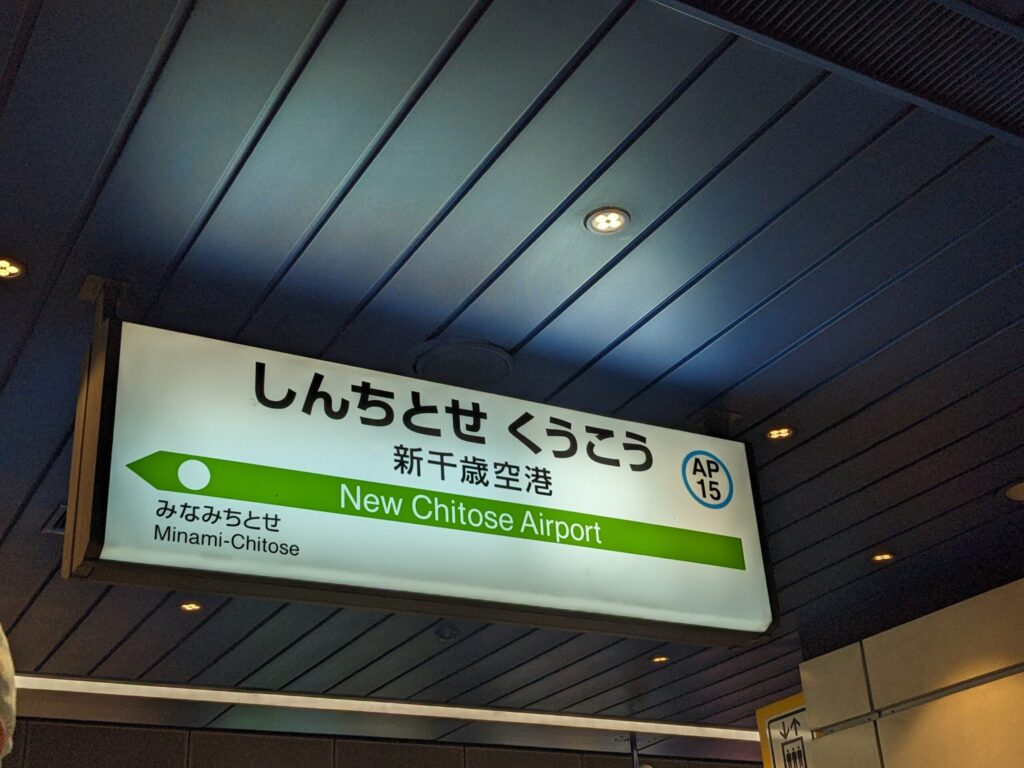 しんちとせ くうこう
新千歳空港
AP
15
New Chitose Airport
みなみちとせ
Minami-Chitose